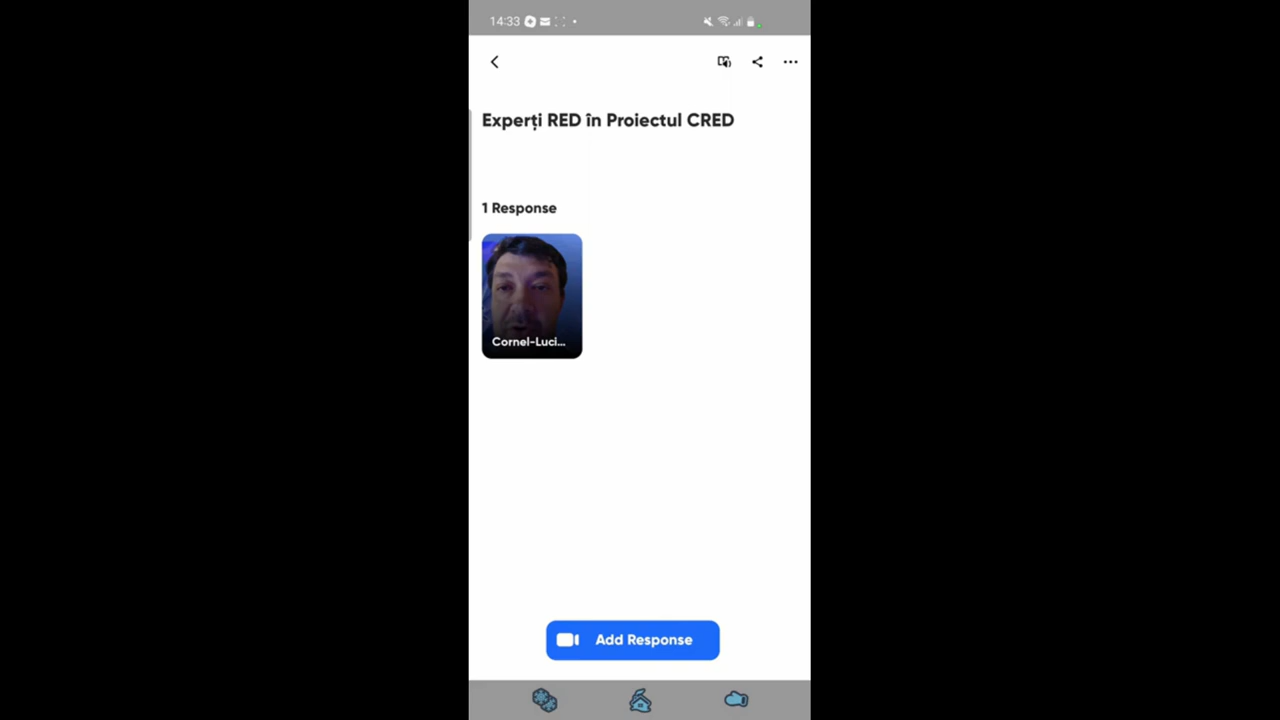 14:33
Experți RED în Proiectul CRED
1 Response
Cornel-Luci...
Add Response